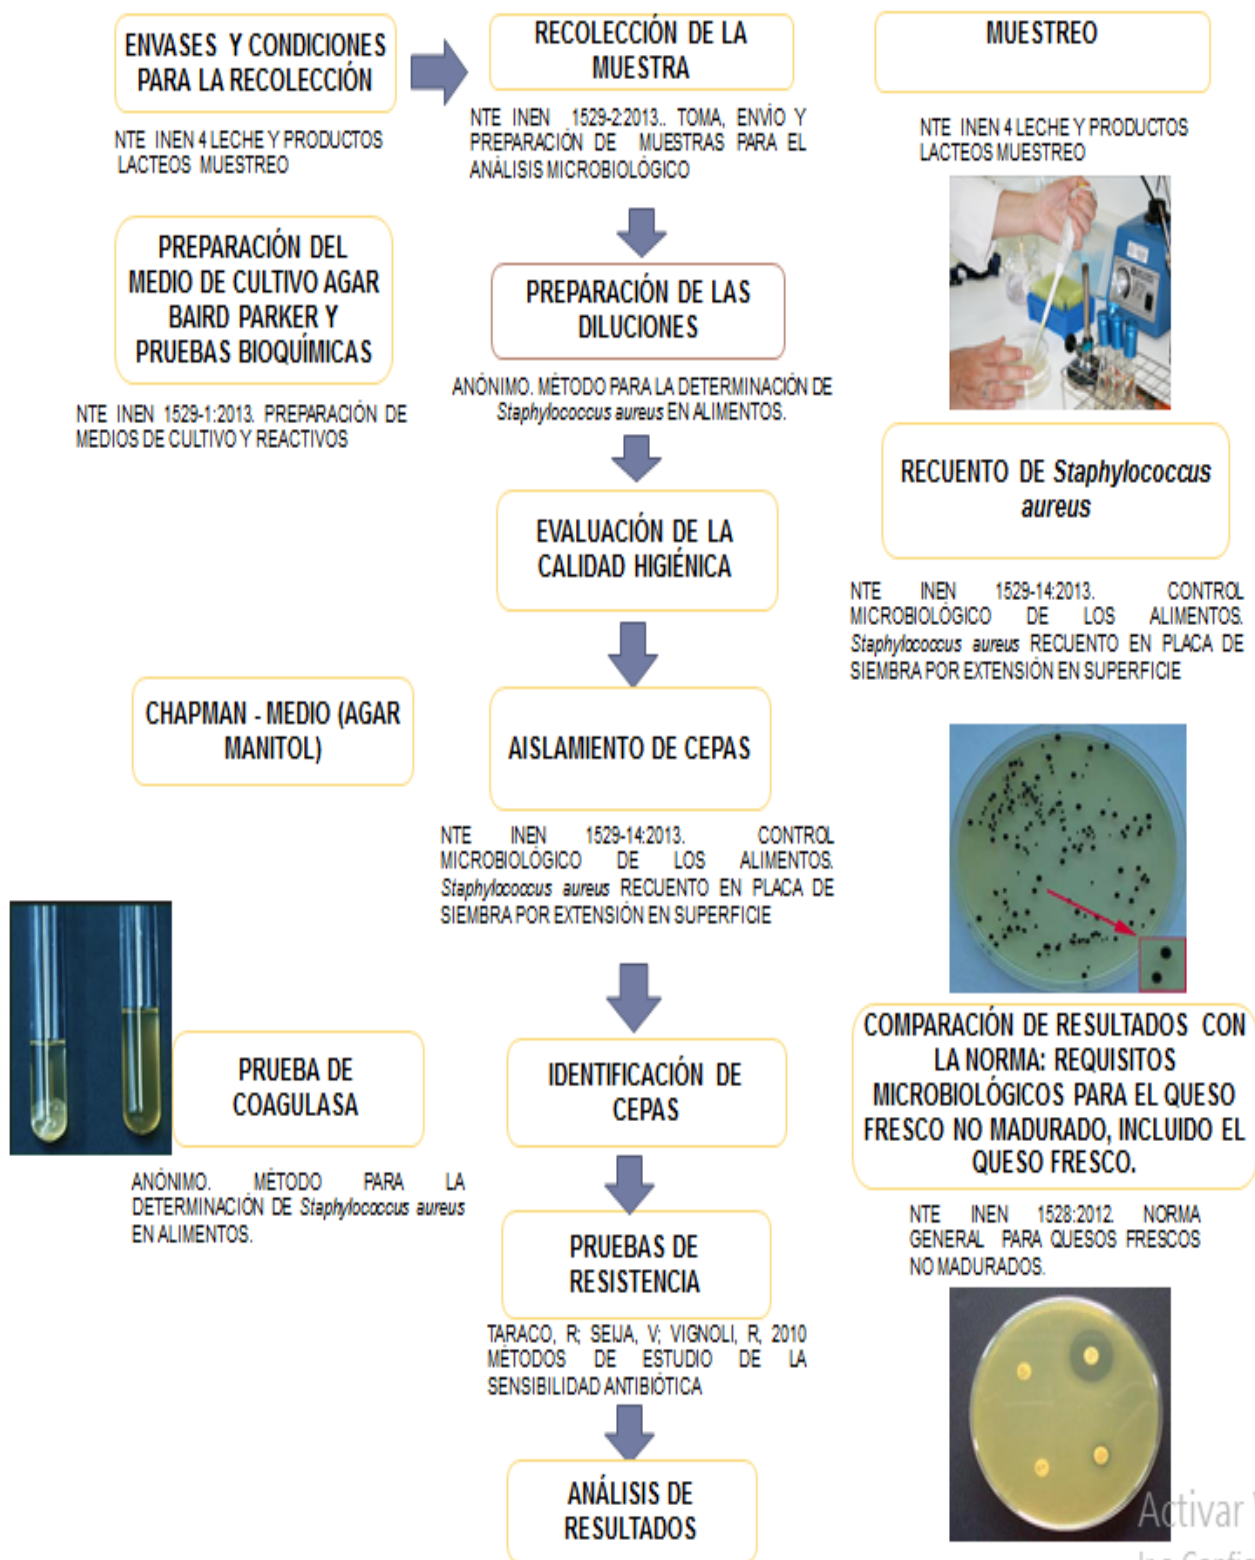 ENVASES Y CONDICIONES
PARA LA RECOLECCIÓN
NTE INEN 4 LECHE Y PRODUCTOS
LACTEOS MUESTREO
RECOLECCIÓN DE LA
MUESTRA
NTE INEN 1529-2:2013.. TOMA, ENVÍO Y
PREPARACIÓN DE MUESTRAS PARA EL
ANÁLISIS MICROBIOLÓGICO
MUESTREO
NTE INEN 4 LECHE Y PRODUCTOS
LACTEOS MUESTREO
PREPARACIÓN DEL
MEDIO DE CULTIVO AGAR
BAIRD PARKER Y
PRUEBAS BIOQUÍMICAS
NTE INEN 1529-1:2013. PREPARACIÓN DE
MEDIOS DE CULTIVO Y REACTIVOS
PREPARACIÓN DE LAS
DILUCIONES
ANÓNIMO. MÉTODO PARA LA DETERMINACIÓN DE
Staphylococcus aureus EN ALIMENTOS.
RECUENTO DE Staphylococcus
aureus
NTE INEN 1529-14:2013. CONTROL
MICROBIOLÓGICO DE LOS ALIMENTOS.
Staphylococcus aureus RECUENTO EN PLACA DE
SIEMBRA POR EXTENSIÓN EN SUPERFICIE
EVALUACIÓN DE LA
CALIDAD HIGIÉNICA
CHAPMAN - MEDIO (AGAR
MANITOL)
AISLAMIENTO DE CEPAS
NTE INEN 1529-14:2013. CONTROL
MICROBIOLÓGICO DE LOS ALIMENTOS.
Staphylococcus aureus RECUENTO EN PLACA DE
SIEMBRA POR EXTENSIÓN EN SUPERFICIE
PRUEBA DE
COAGULASA
ANÓNIMO. MÉTODO PARA LA
DETERMINACIÓN DE Staphylococcus aureus
EN ALIMENTOS.
IDENTIFICACIÓN DE
CEPAS
COMPARACIÓN DE RESULTADOS CON
LA NORMA: REQUISITOS
MICROBIOLÓGICOS PARA EL QUESO
FRESCO NO MADURADO, INCLUIDO EL
QUESO FRESCO.
NTE INEN 1528:2012. NORMA
GENERAL PARA QUESOS FRESCOS
NO MADURADOS.
PRUEBAS DE
RESISTENCIA
TARACO, R; SEIJA, V; VIGNOLI, R, 2010
MÉTODOS DE ESTUDIO DE LA
SENSIBILIDAD ANTIBIÓTICA
ANÁLISIS DE
RESULTADOS
Activar